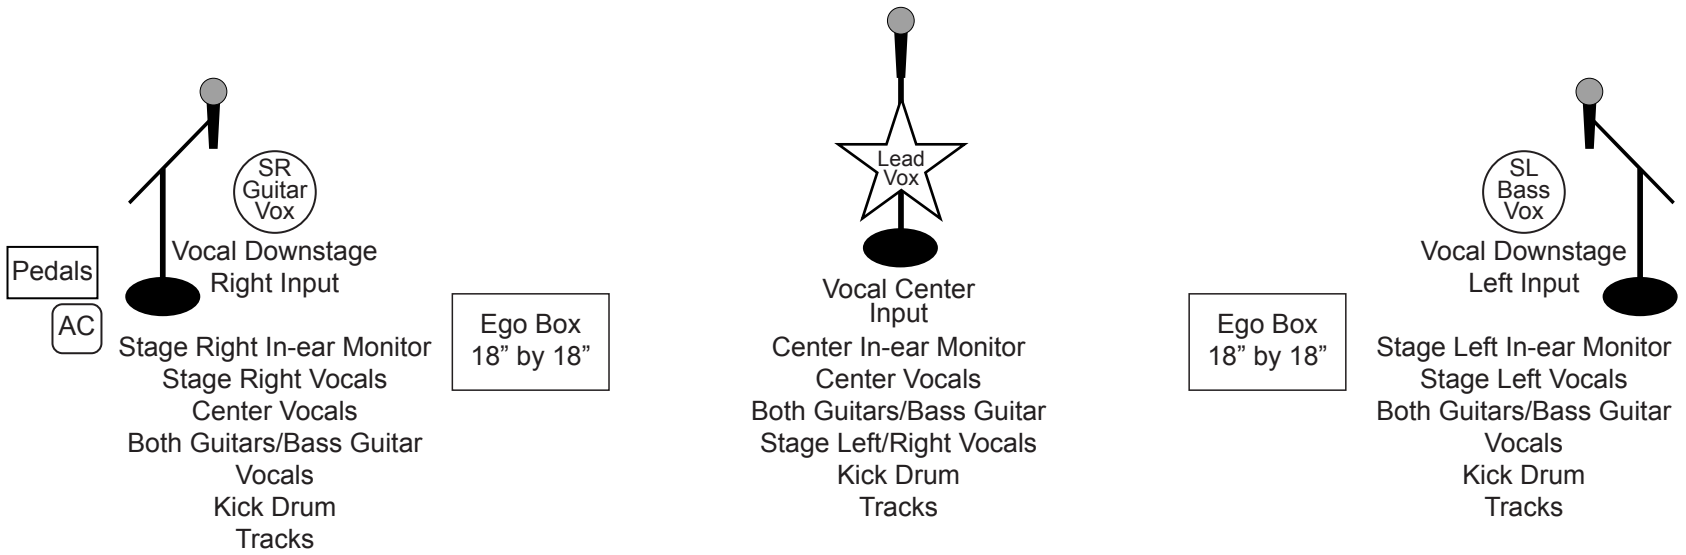 SR
Guitar
Vox
Vocal Downstage
Right Input
Pedals
AC
Stage Right In-ear Monitor
Stage Right Vocals
Center Vocals
Both Guitars/Bass Guitar
Vocals
Kick Drum
Tracks
Ego Box
18” by 18”
Lead
Vox
Vocal Center
Input
Center In-ear Monitor
Center Vocals
Both Guitars/Bass Guitar
Stage Left/Right Vocals
Kick Drum
Tracks
Ego Box
18” by 18”
SL
Bass
Vox
Vocal Downstage
Left Input
Stage Left In-ear Monitor
Stage Left Vocals
Both Guitars/Bass Guitar
Vocals
Kick Drum
Tracks